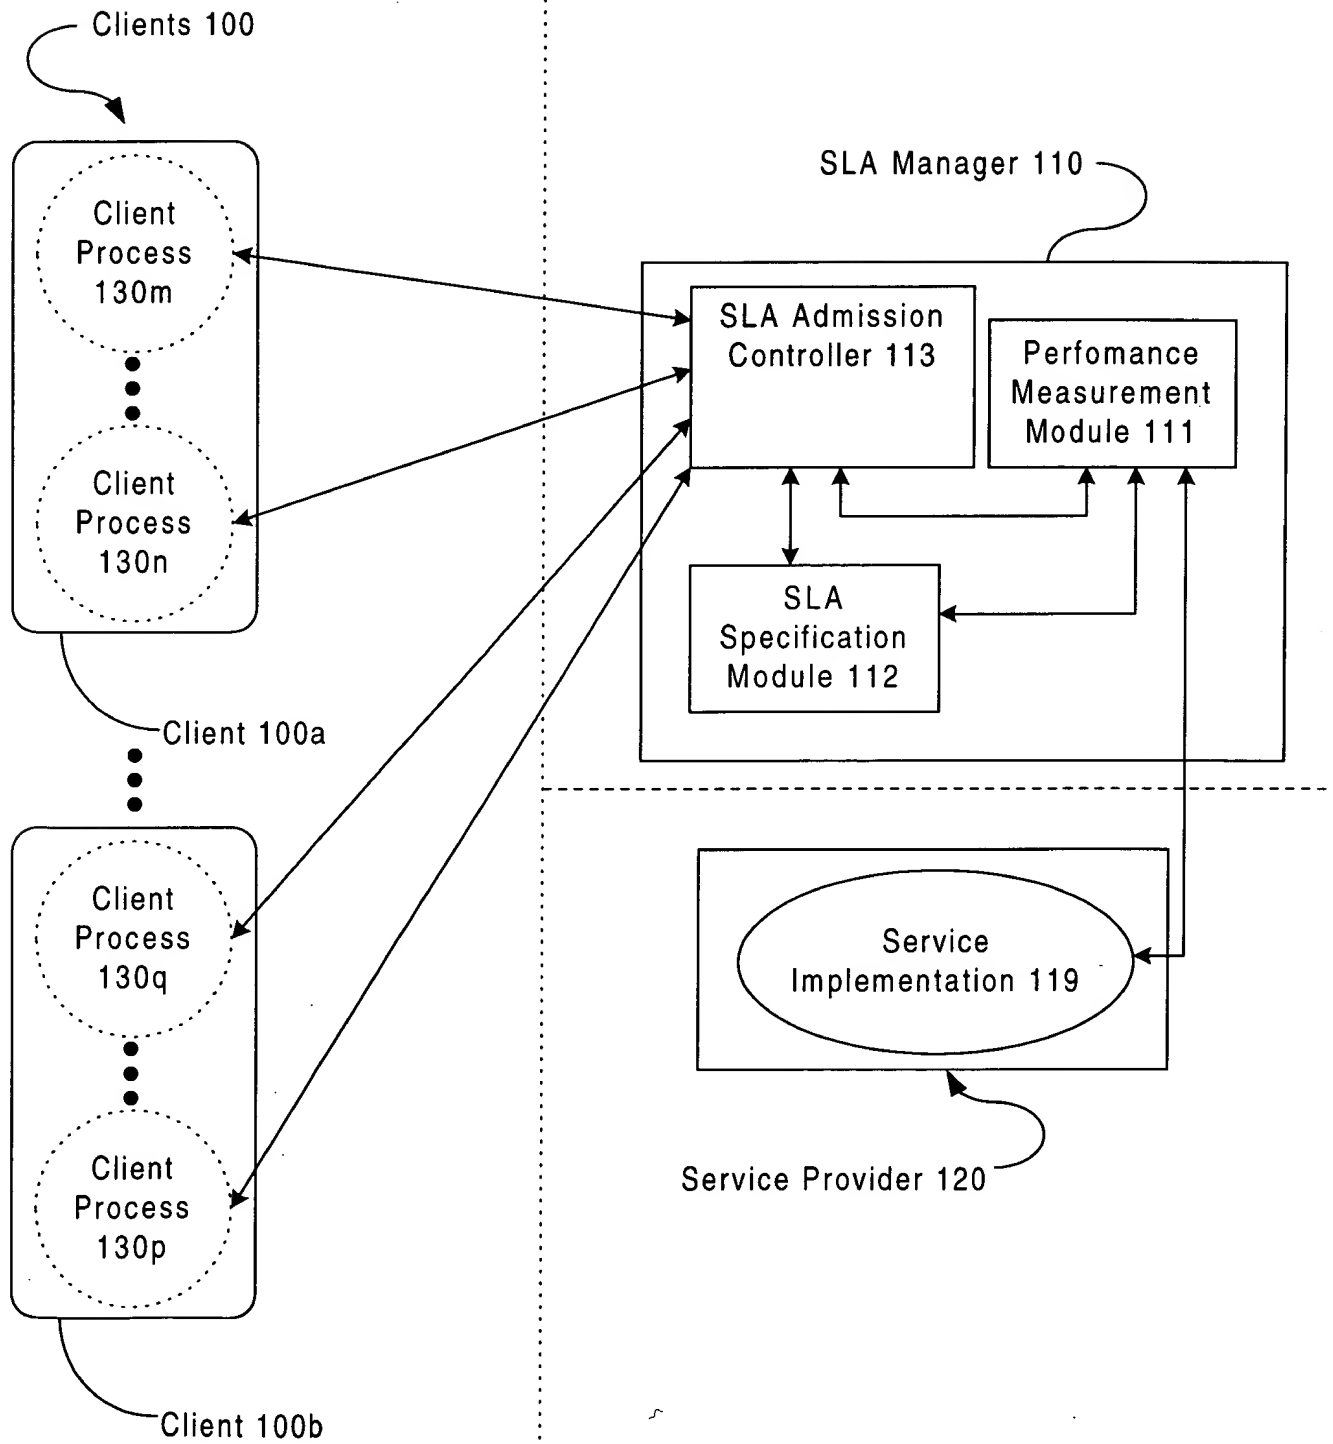 Clients 100
Client
Process
130m
Client
Process
130n
Client 100a
Client
Process
130q
Client
Process
130p
Client 100b
SLA Manager 110
SLA Admission
Controller 113
Perfomance
Measurement
Module 111
SLA
Specification
Module 112
Service
Implementation 119
Service Provider 120